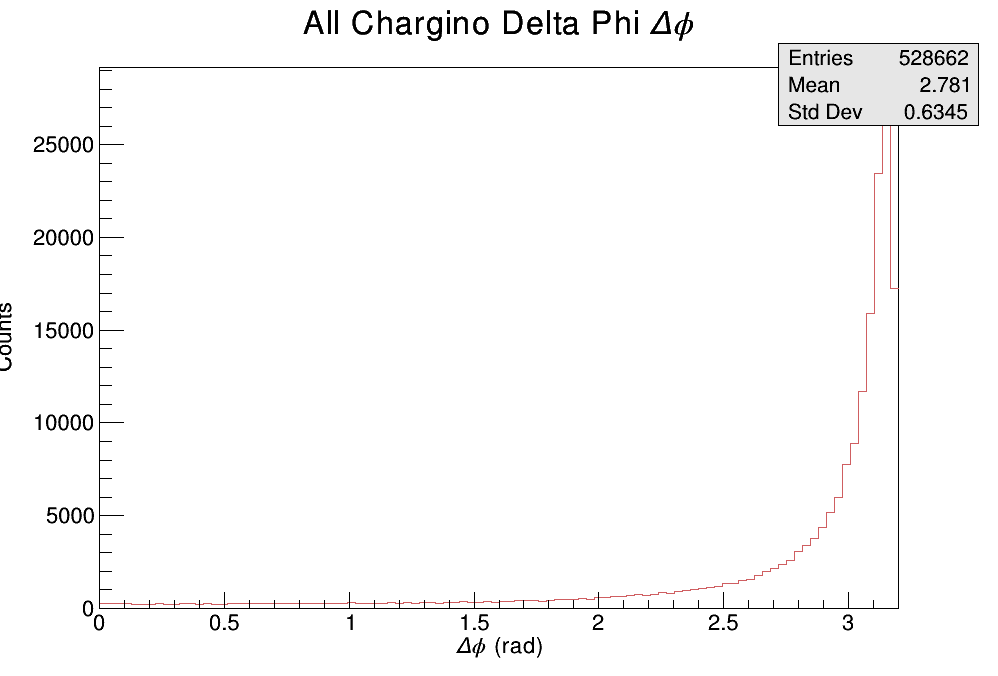 All Chargino Delta Phi Δϕ
Entries 528662
Mean 2.781
Std Dev 0.6345
25000
20000
15000
10000
5000
0
Counts
0 0.5 1 1.5 2 2.5 3
Δϕ (rad)